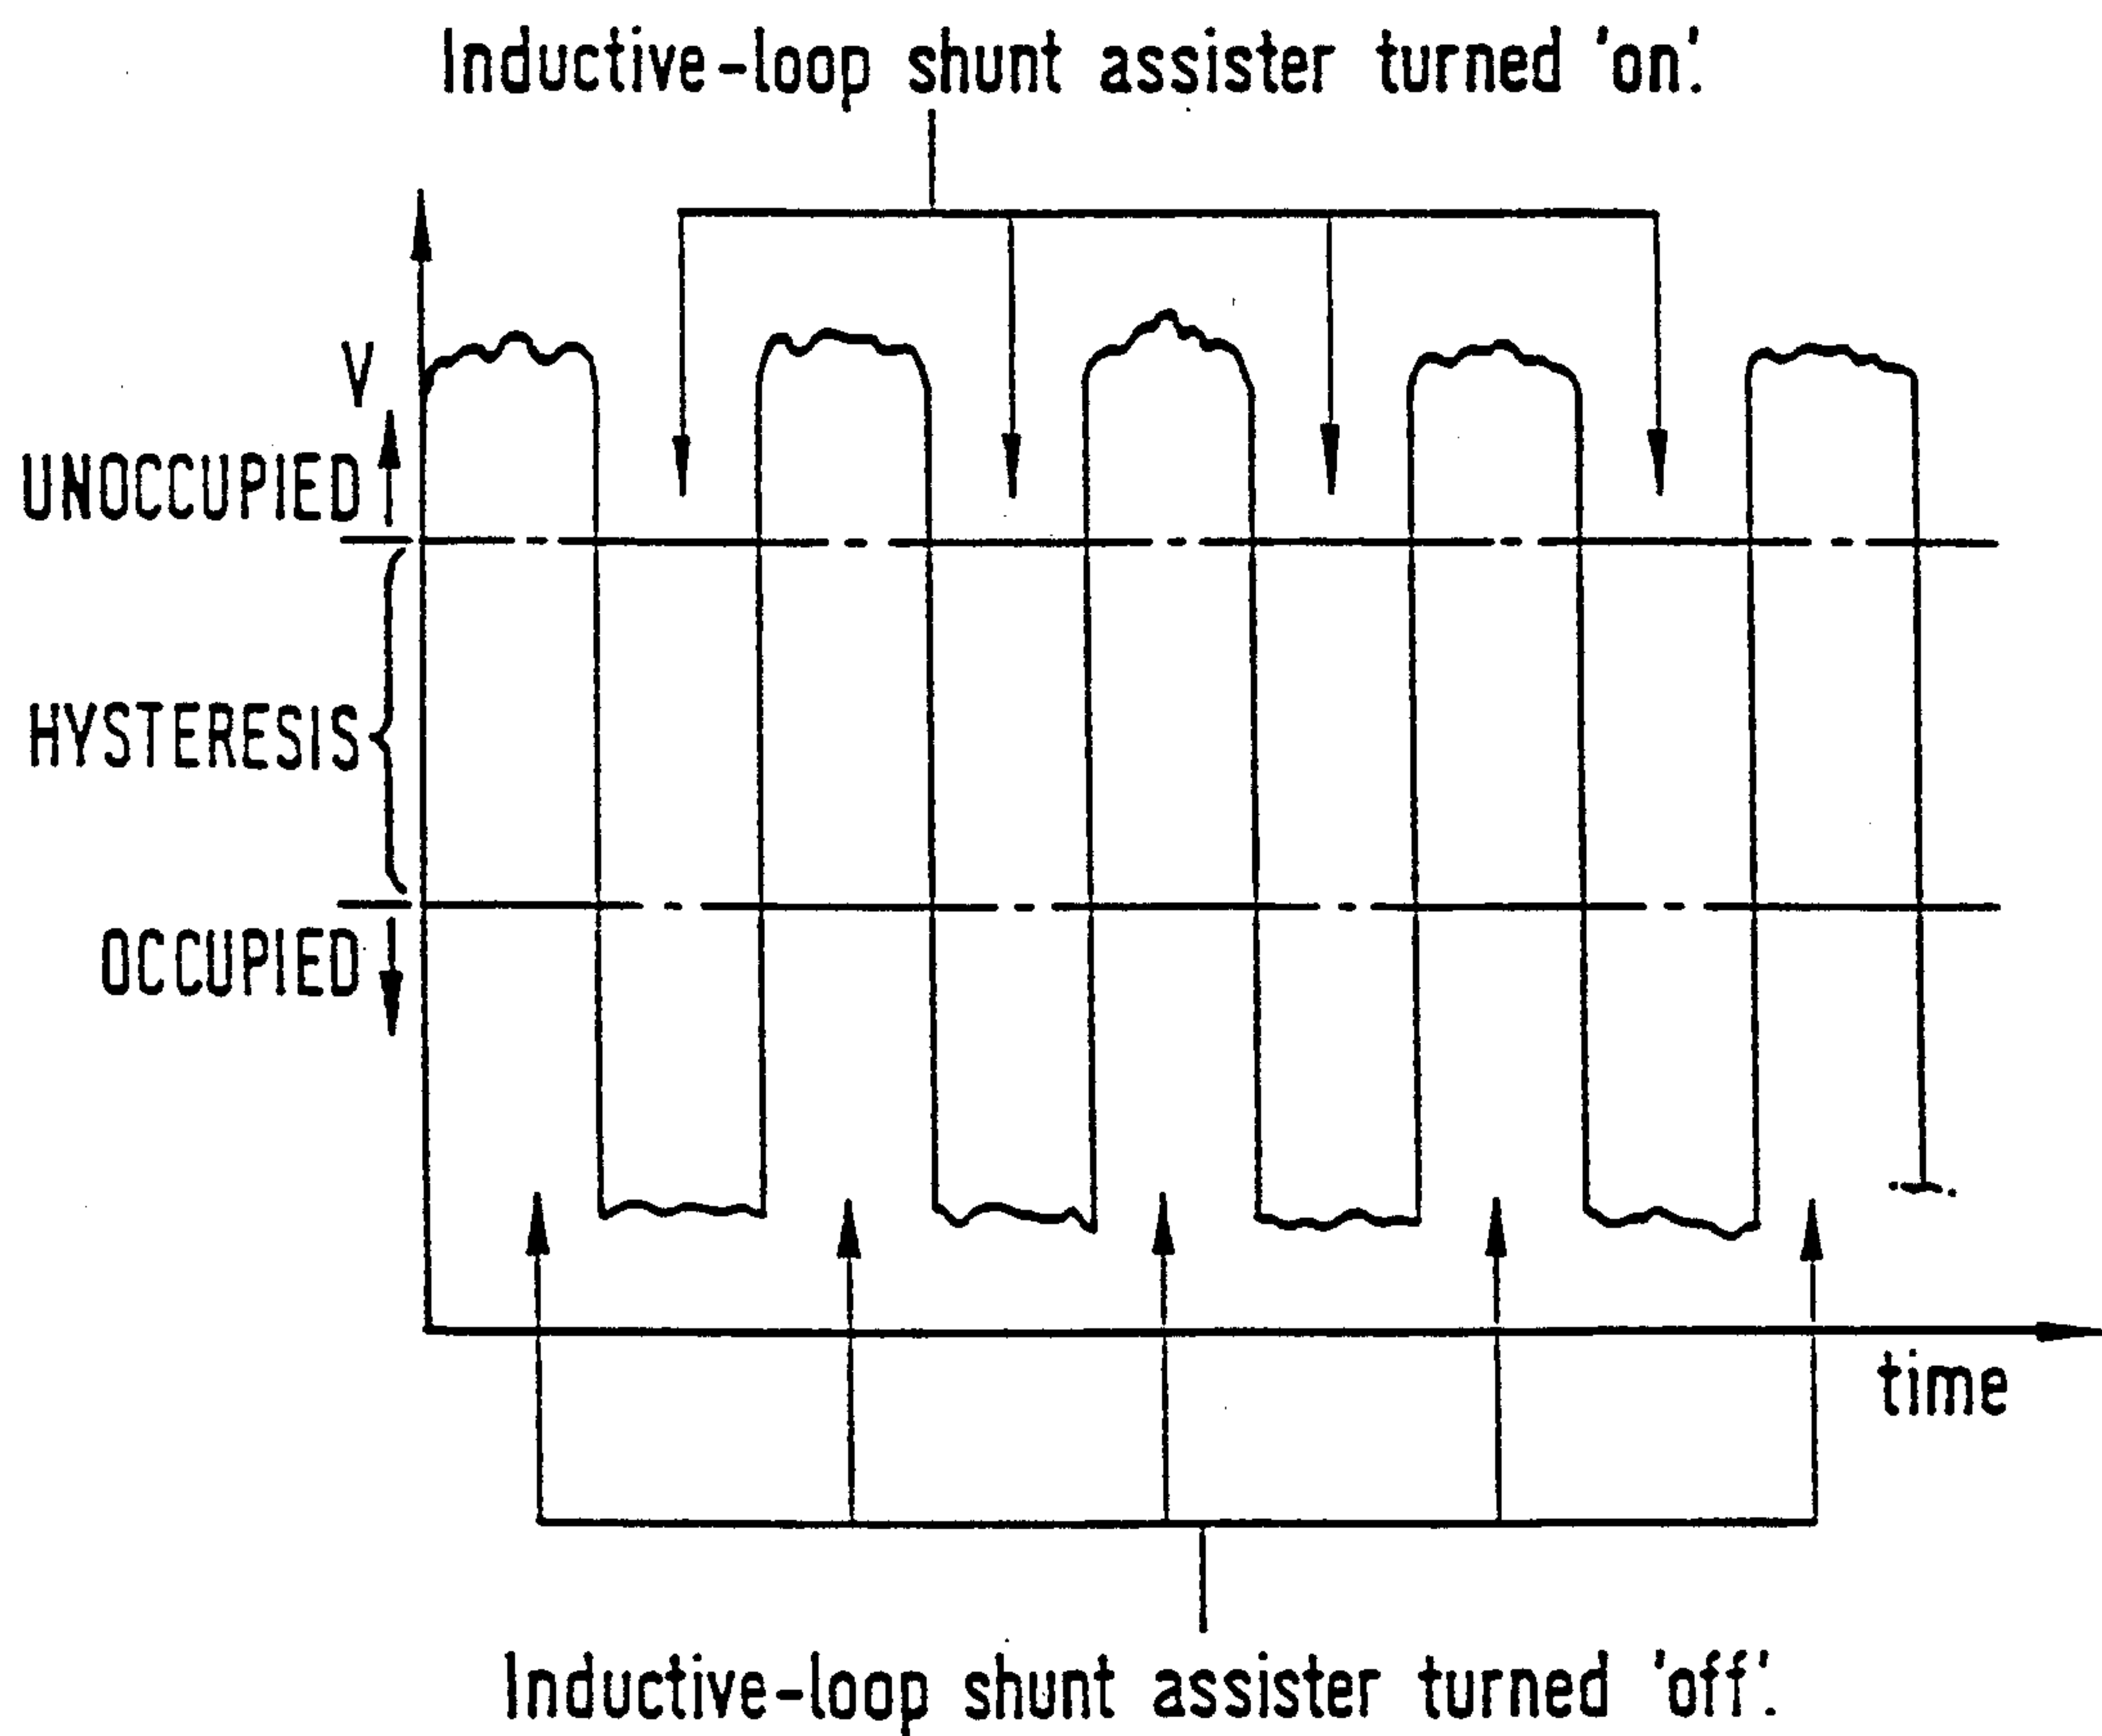 Inductive-loop shunt assister turned 'on'.
V
UNOCCUPIED
HYSTERESIS
OCCUPIED
time
Inductive-loop shunt assister turned 'off'.